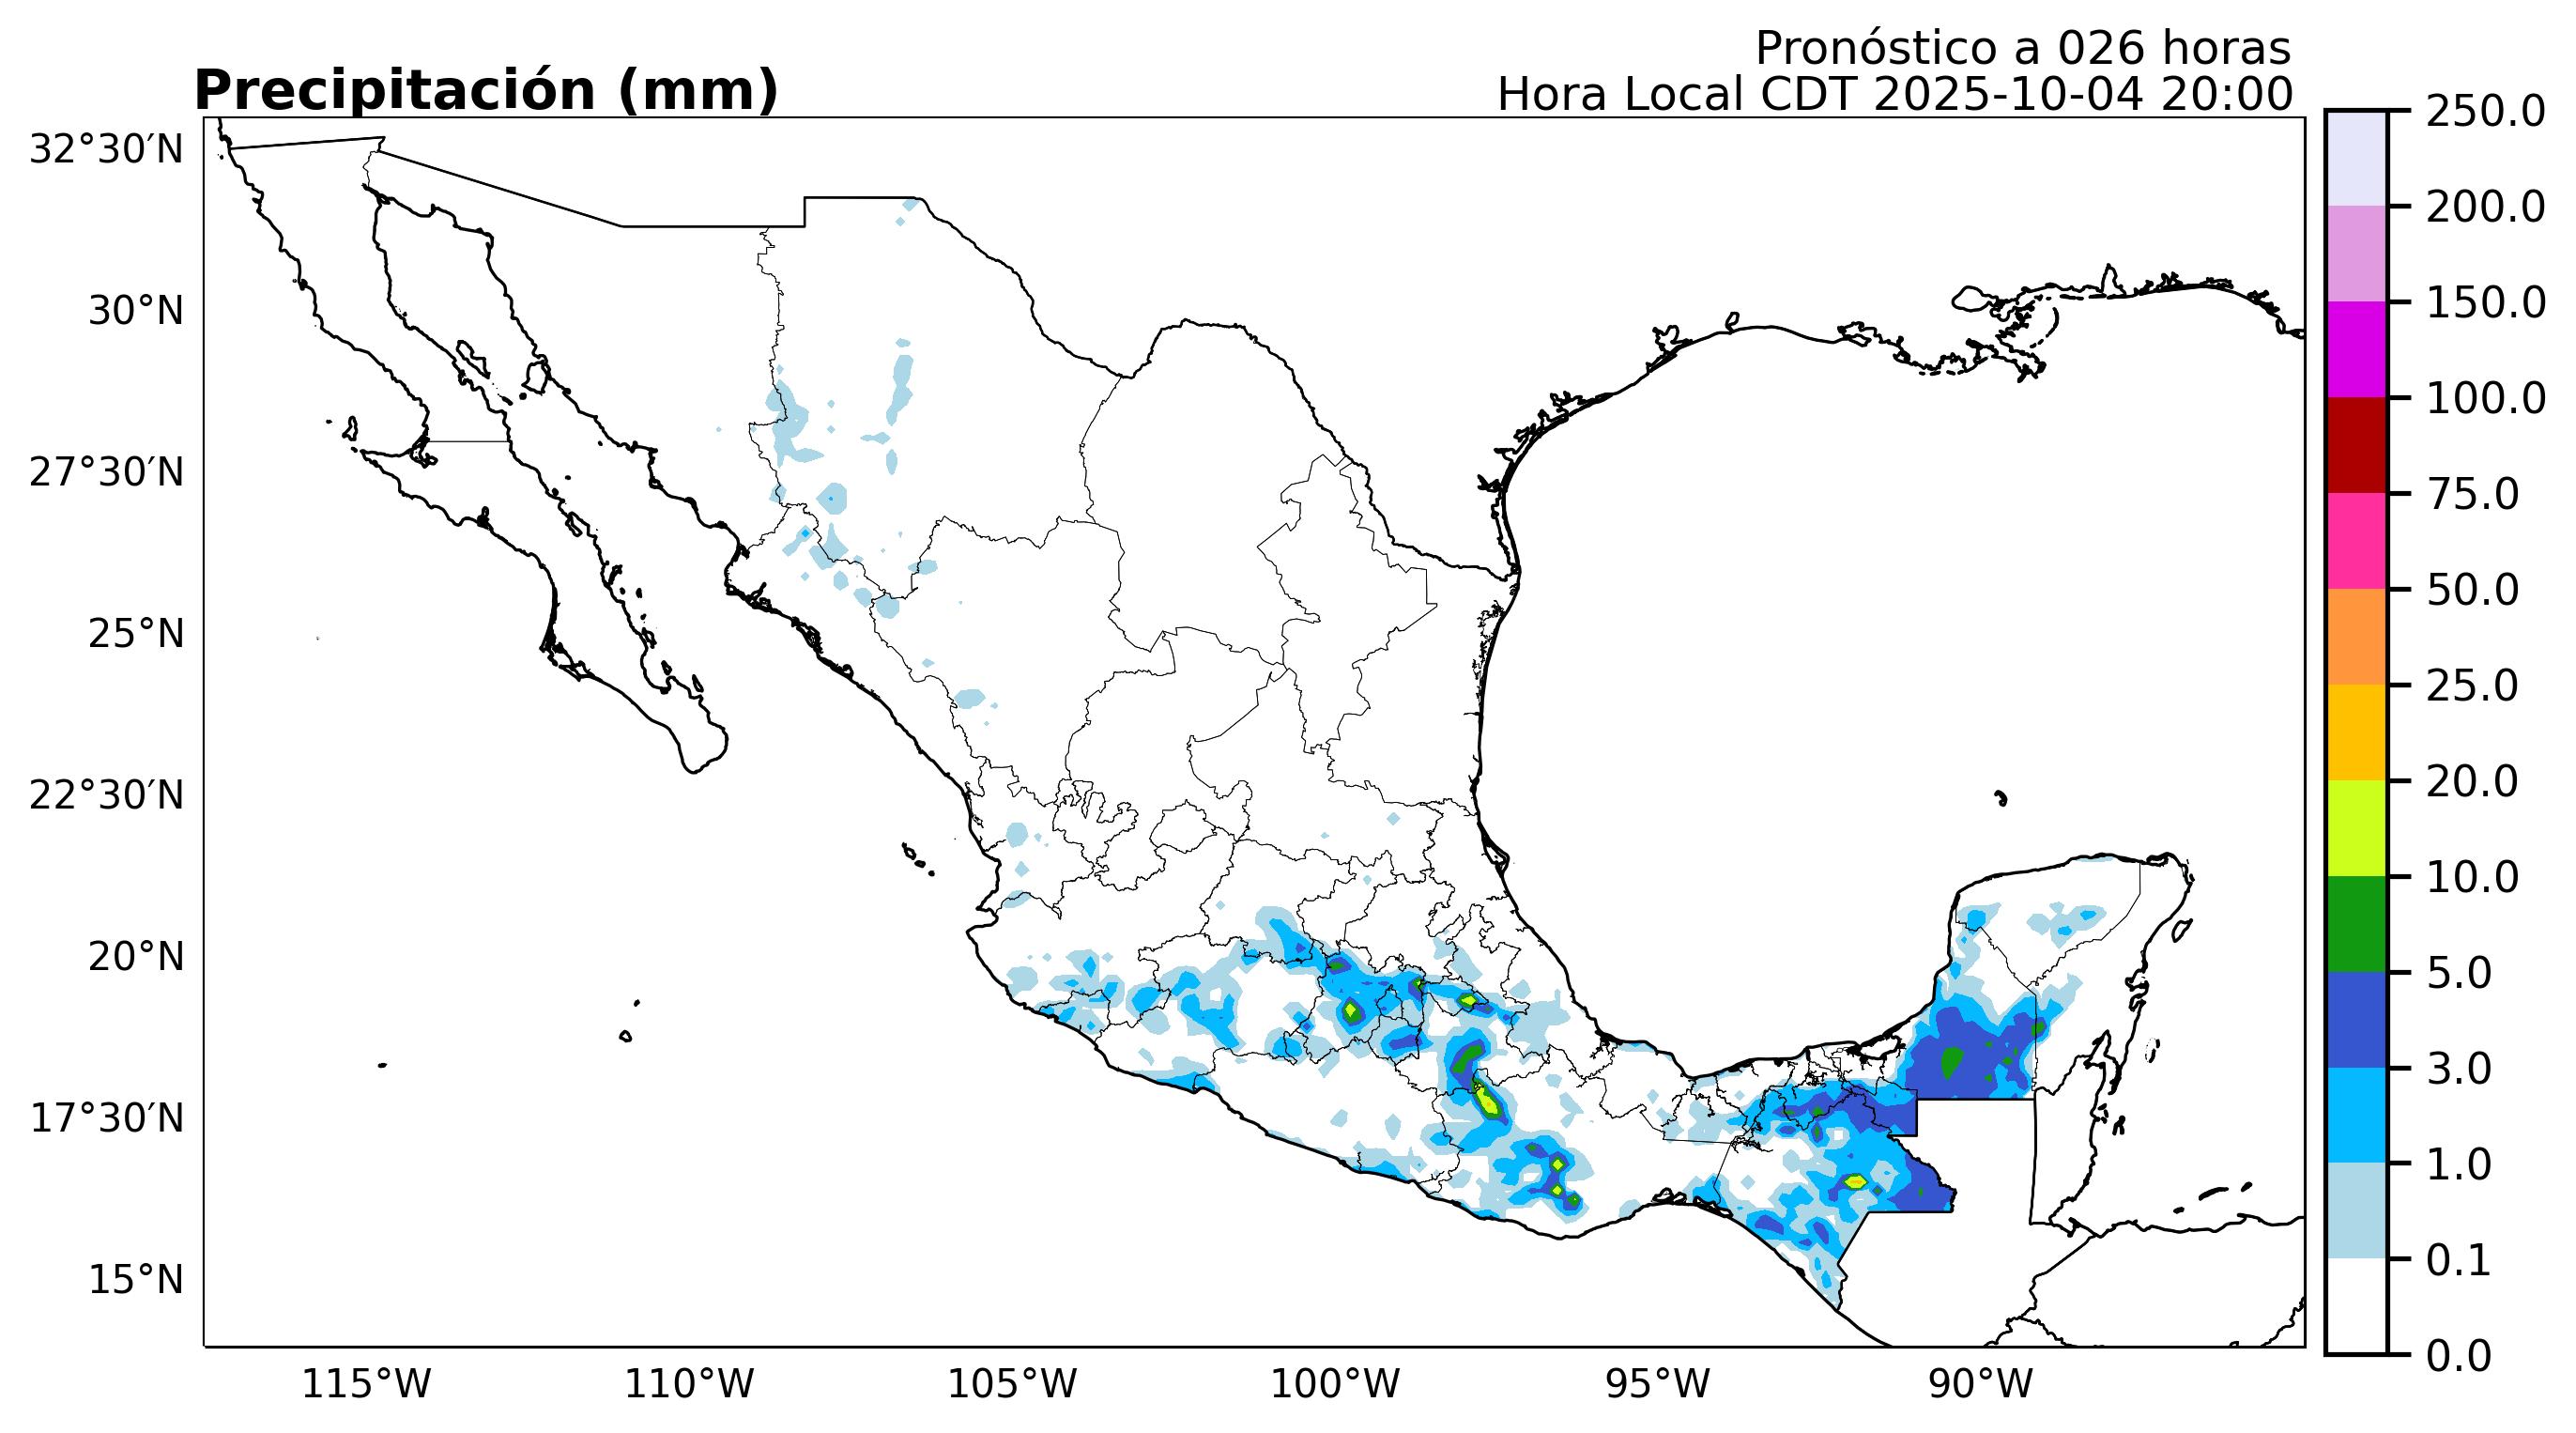 Pronóstico a 026 horas
Precipitación (mm)
Hora Local CDT 2025-10-04 20:00
32°30′N
30°N
27°30′N
25°N
22°30′N
20°N
17°30′N
15°N
115°W
110°W
105°W
100°W
95°W
90°W
250.0
200.0
150.0
100.0
75.0
50.0
25.0
20.0
10.0
5.0
3.0
1.0
0.1
0.0